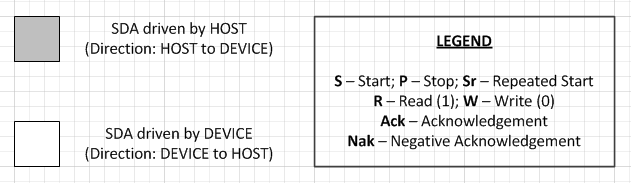 SDA driven by HOST
(Direction: HOST to DEVICE)
SDA driven by DEVICE
(Direction: DEVICE to HOST)
LEGEND
S – Start; P – Stop; Sr – Repeated Start
R – Read (1); W – Write (0)
Ack – Acknowledgement
Nak – Negative Acknowledgement